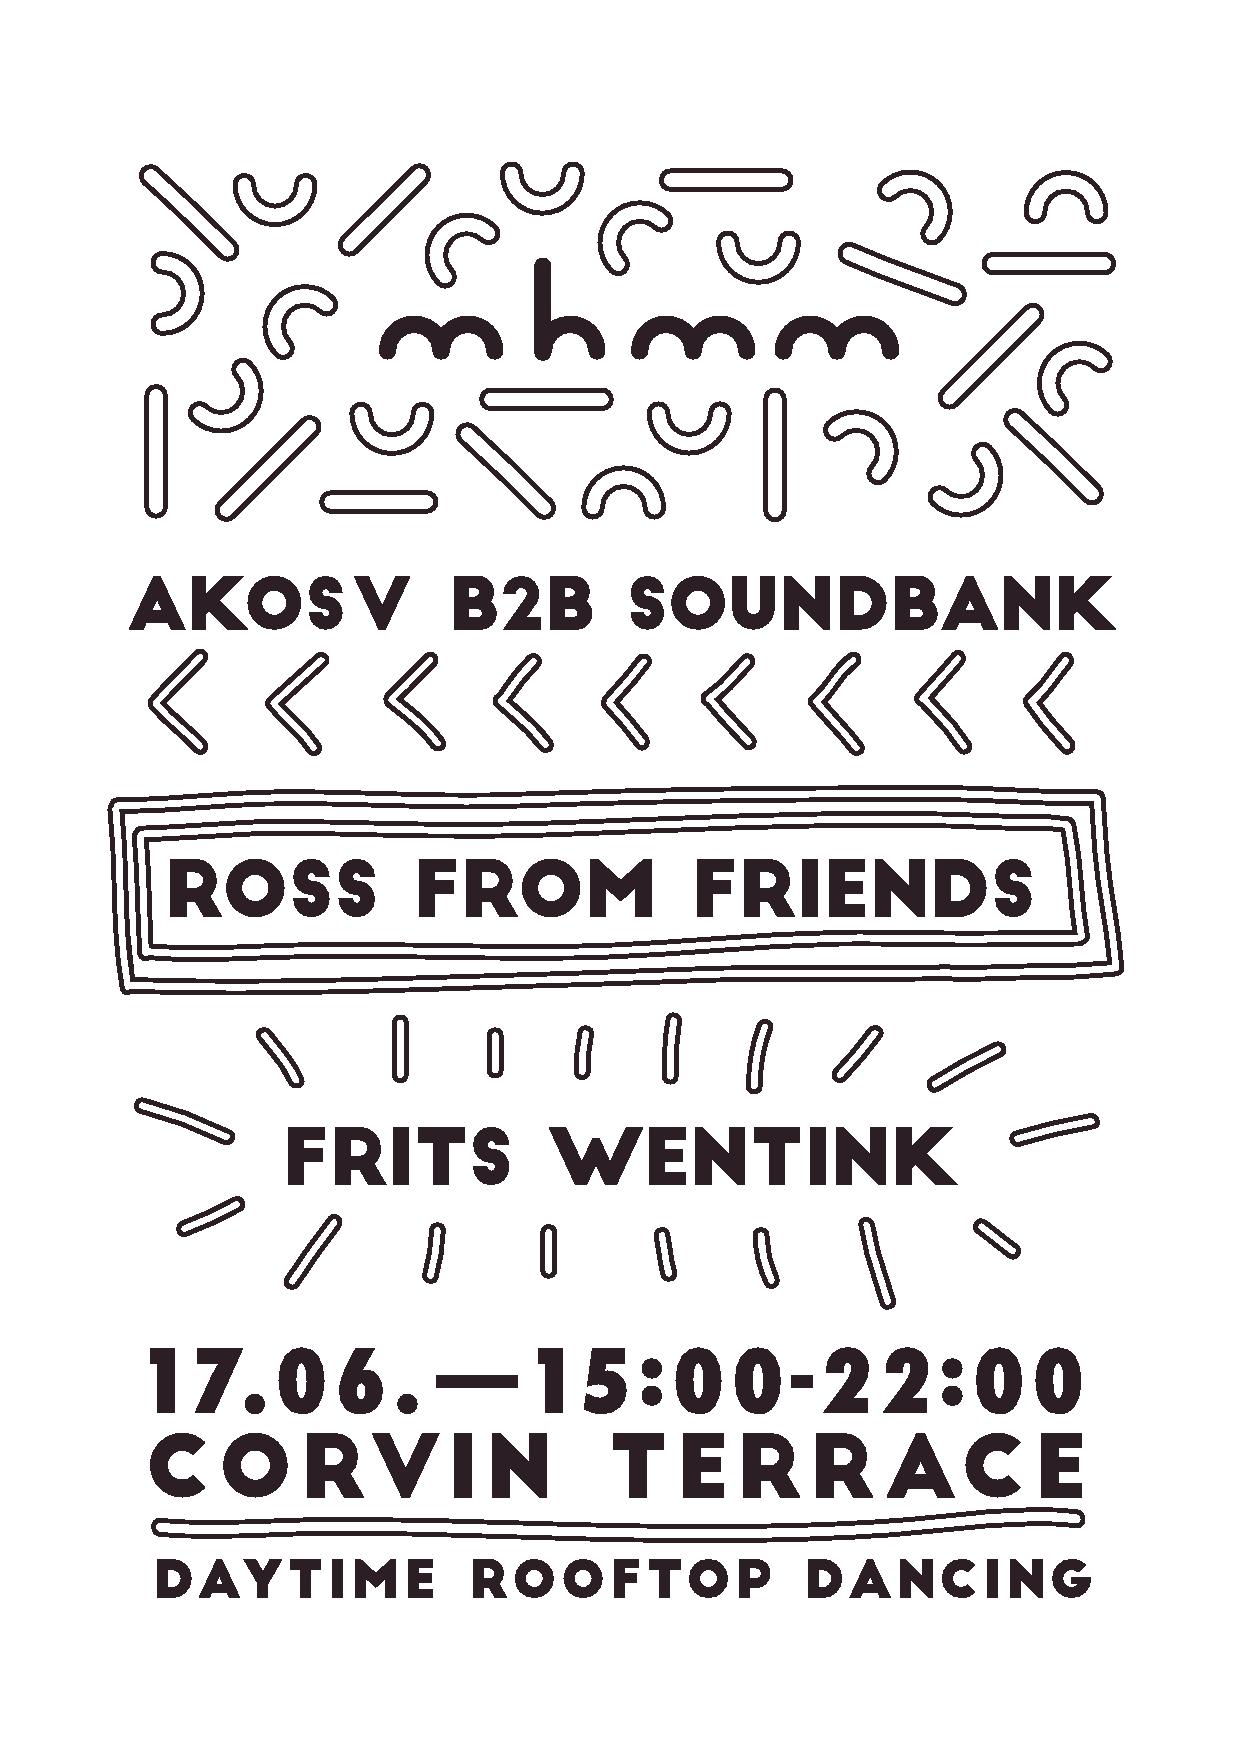 mhmm
AKOSV B2B SOUNDBANK
ROSS FROM FRIENDS
FRITS WENTINK
17.06.—15:00-22:00
CORVIN TERRACE
DAYTIME ROOFTOP DANCING